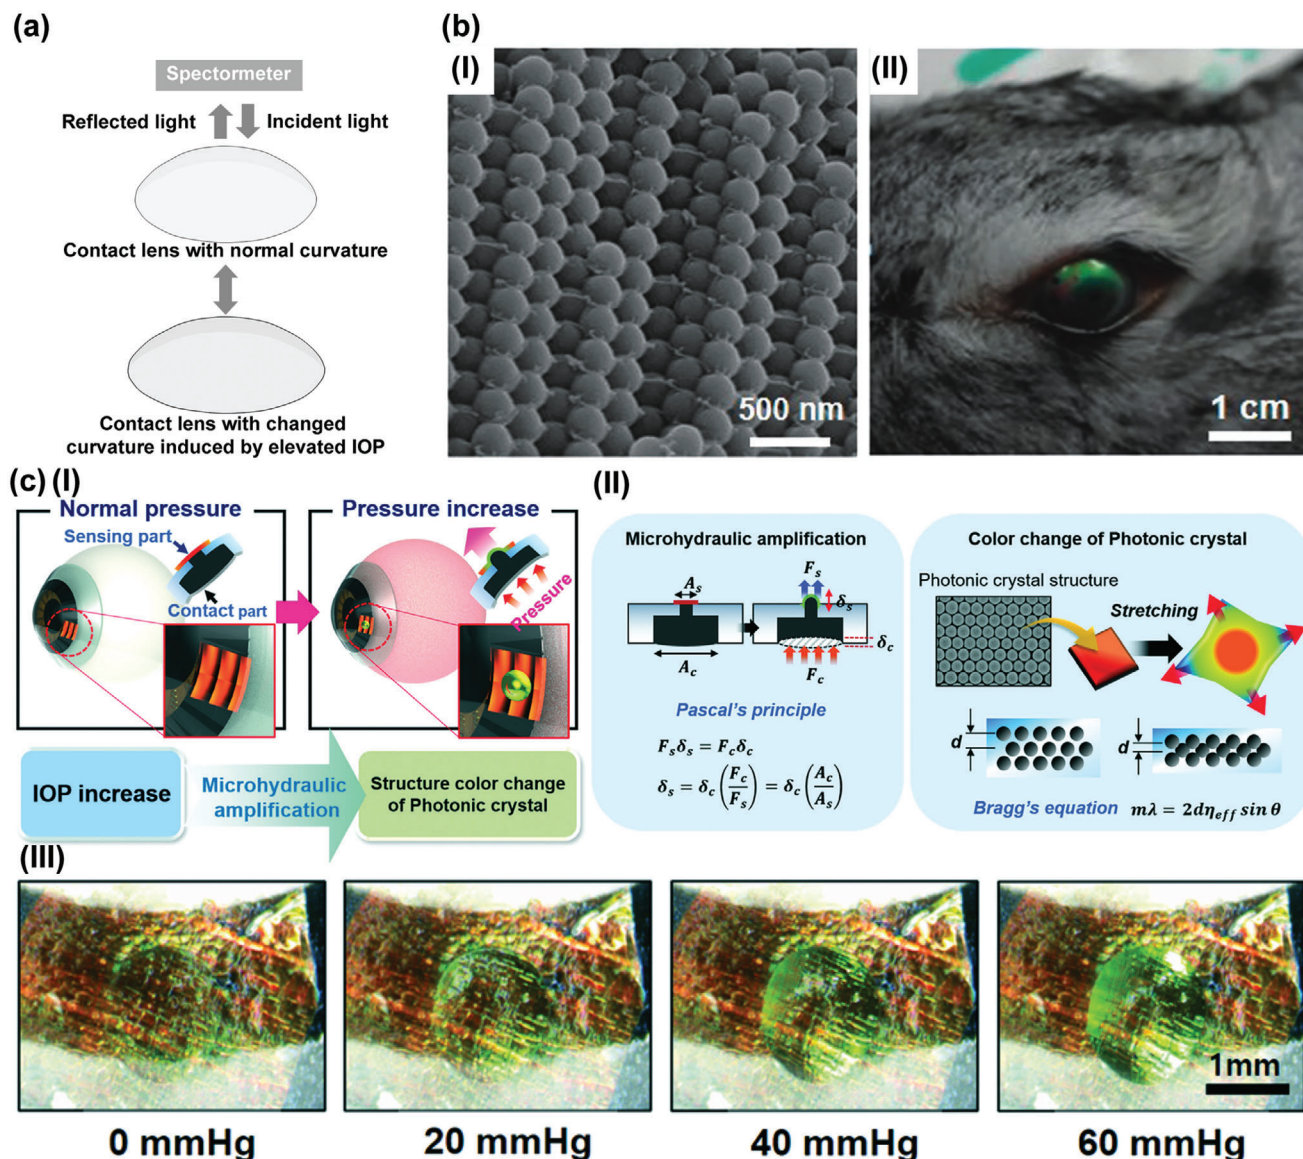 (a)
Spectormeter
Reflected light
Incident light
Contact lens with normal curvature
Contact lens with changed
curvature induced by elevated IOP
(b)
(I)
500 nm
(II)
1 cm
(c) (I)
Normal pressure
Sensing part
Contact part
Pressure increase
Pressure
IOP increase
Microhydraulic
amplification
Structure color change
of Photonic crystal
(II)
Microhydraulic amplification
A_s
A_c
F_s
δ_s
δ_c
F_c
Pascal's principle
F_sδ_s = F_cδ_c
δ_s = δ_c(F_c/F_s) = δ_c(A_c/A_s)
Color change of Photonic crystal
Photonic crystal structure
Stretching
d
d
Bragg's equation mλ = 2dη_eff sin θ
(III)
1mm
0 mmHg
20 mmHg
40 mmHg
60 mmHg